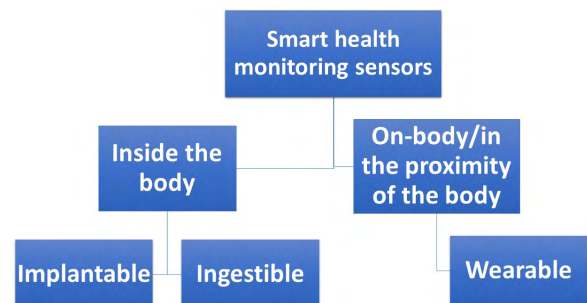 Smart health
monitoring sensors
Inside the
body
On-body/in
the proximity
of the body
Implantable
Ingestible
Wearable